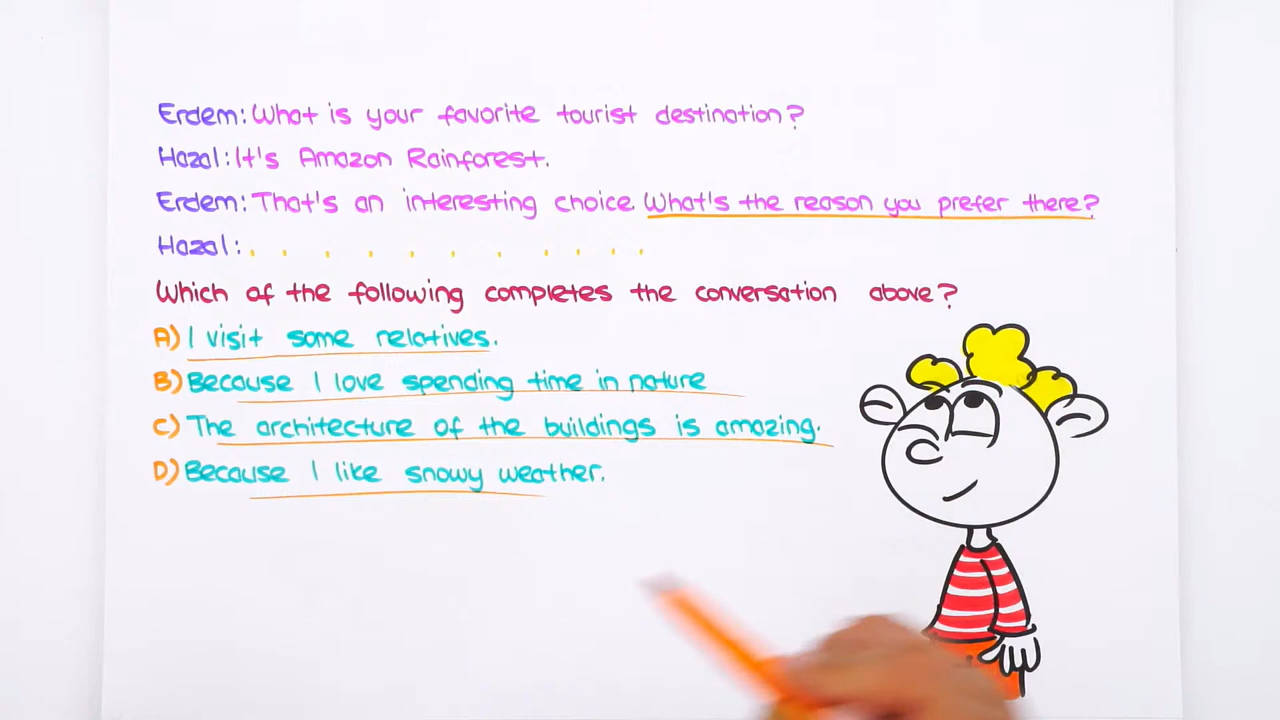 Erdem: What is your favorite tourist destination?
Hazal: It's Amazon Rainforest.
Erdem: That's an interesting choice. What's the reason you prefer there?
Hazal: . . . . . . . . . . .
Which of the following completes the conversation above?
A) I visit some relatives.
B) Because I love spending time in nature
C) The architecture of the buildings is amazing.
D) Because I like snowy weather.